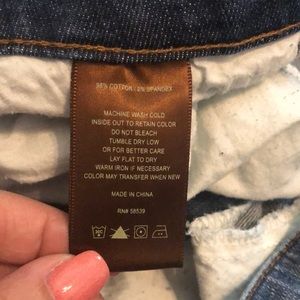 98% COTTON / 2% SPANDEX
MACHINE WASH COLD
INSIDE OUT TO RETAIN COLOR
DO NOT BLEACH
TUMBLE DRY LOW
OR FOR BETTER CARE
LAY FLAT TO DRY
WARM IRON IF NECESSARY
COLOR MAY TRANSFER WHEN NEW
MADE IN CHINA
RN# 58539